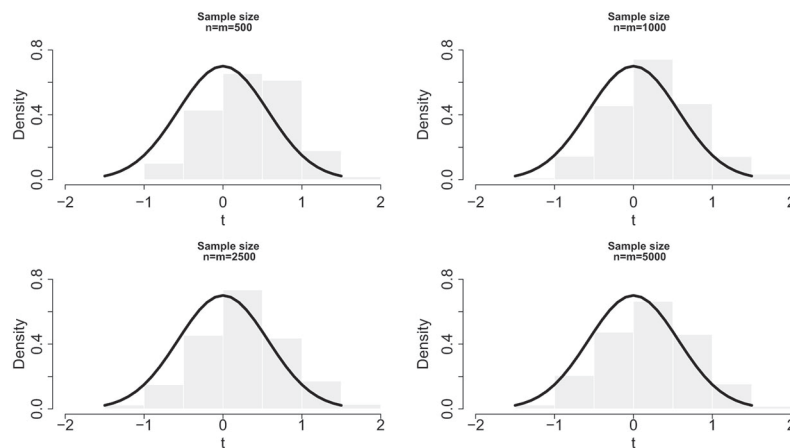 Sample size
n=m=500
Density
0.0
0.4
0.8
−2
−1
0
1
2
t
Sample size
n=m=1000
Density
0.0
0.4
0.8
−2
−1
0
1
2
t
Sample size
n=m=2500
Density
0.0
0.4
0.8
−2
−1
0
1
2
t
Sample size
n=m=5000
Density
0.0
0.4
0.8
−2
−1
0
1
2
t